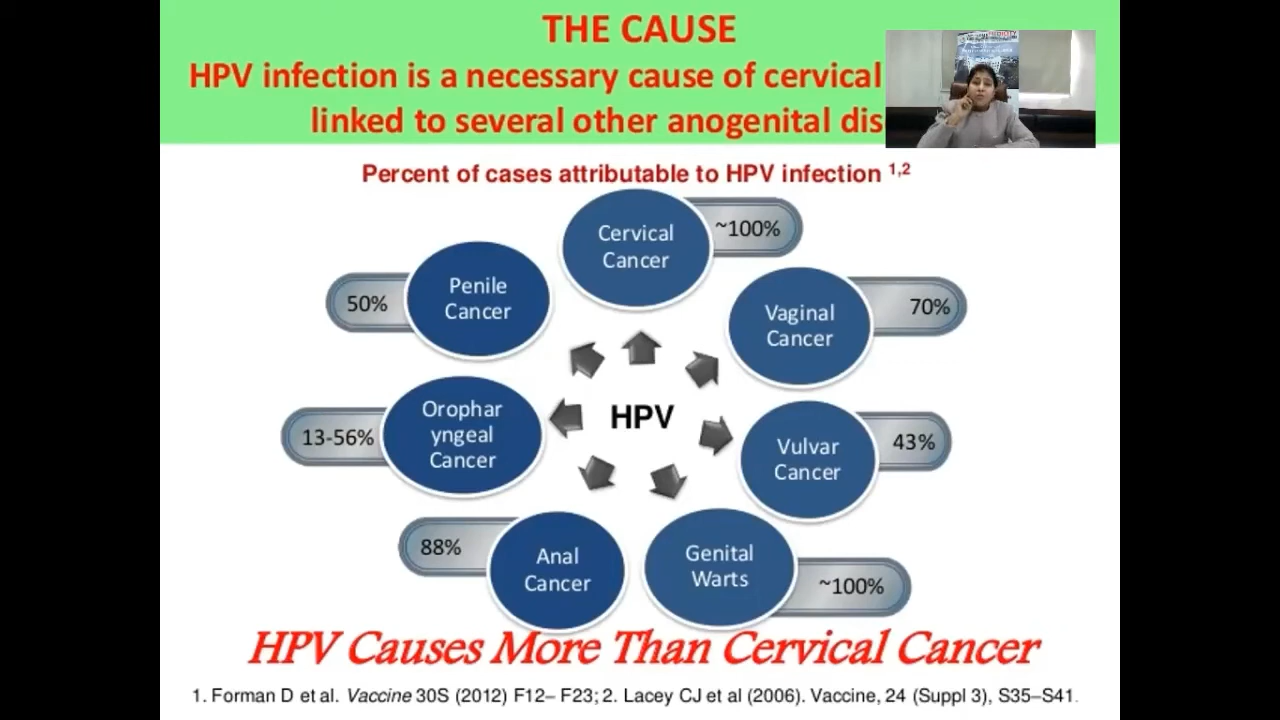 THE CAUSE
HPV infection is a necessary cause of cervical
linked to several other anogenital dis
Percent of cases attributable to HPV infection 1,2
Cervical
Cancer
~100%
Penile
Cancer
50%
Vaginal
Cancer
70%
Orophar
yngeal
Cancer
13-56%
HPV
Vulvar
Cancer
43%
Anal
Cancer
88%
Genital
Warts
~100%
HPV Causes More Than Cervical Cancer
1. Forman D et al. Vaccine 30S (2012) F12– F23; 2. Lacey CJ et al (2006). Vaccine, 24 (Suppl 3), S35–S41.